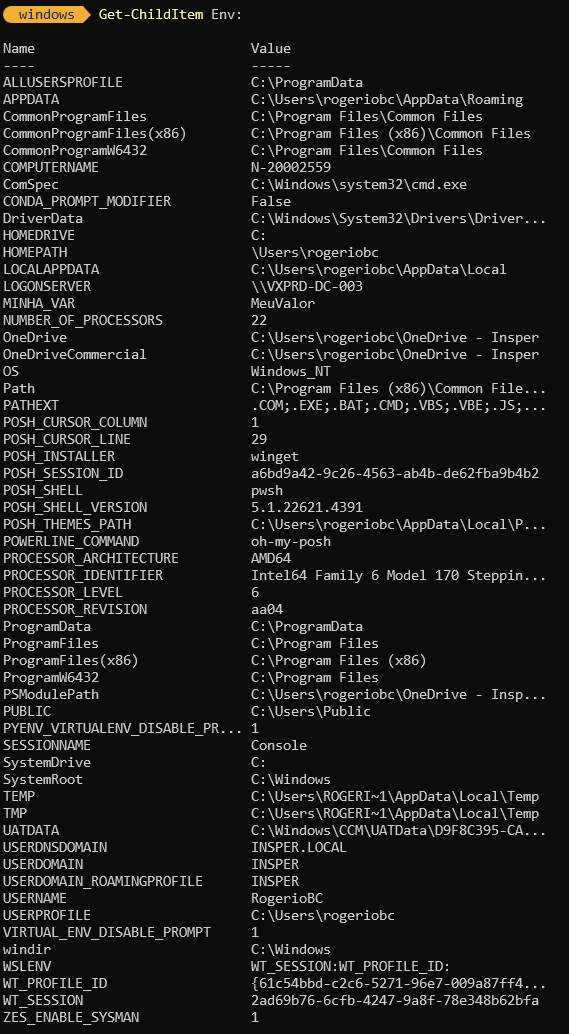 windows Get-ChildItem Env:
Name Value
---- -----
ALLUSERSPROFILE C:\ProgramData
APPDATA C:\Users\rogeriobc\AppData\Roaming
CommonProgramFiles C:\Program Files\Common Files
CommonProgramFiles(x86) C:\Program Files (x86)\Common Files
CommonProgramW6432 C:\Program Files\Common Files
COMPUTERNAME N-20002559
ComSpec C:\Windows\system32\cmd.exe
CONDA_PROMPT_MODIFIER False
DriverData C:\Windows\System32\Drivers\Driver...
HOMEDRIVE C:
HOMEPATH \Users\rogeriobc
LOCALAPPDATA C:\Users\rogeriobc\AppData\Local
LOGONSERVER \\VXPRD-DC-003
MINHA_VAR MeuValor
NUMBER_OF_PROCESSORS 22
OneDrive C:\Users\rogeriobc\OneDrive - Insper
OneDriveCommercial C:\Users\rogeriobc\OneDrive - Insper
OS Windows_NT
Path C:\Program Files (x86)\Common File...
PATHEXT .COM;.EXE;.BAT;.CMD;.VBS;.VBE;.JS;...
POSH_CURSOR_COLUMN 1
POSH_CURSOR_LINE 29
POSH_INSTALLER winget
POSH_SESSION_ID a6bd9a42-9c26-4563-ab4b-de62fba9b4b2
POSH_SHELL pwsh
POSH_SHELL_VERSION 5.1.22621.4391
POSH_THEMES_PATH C:\Users\rogeriobc\AppData\Local\P...
POWERLINE_COMMAND oh-my-posh
PROCESSOR_ARCHITECTURE AMD64
PROCESSOR_IDENTIFIER Intel64 Family 6 Model 170 Steppin...
PROCESSOR_LEVEL 6
PROCESSOR_REVISION aa04
ProgramData C:\ProgramData
ProgramFiles C:\Program Files
ProgramFiles(x86) C:\Program Files (x86)
ProgramW6432 C:\Program Files
PSModulePath C:\Users\rogeriobc\OneDrive - Insp...
PUBLIC C:\Users\Public
PYENV_VIRTUALENV_DISABLE_PR... 1
SESSIONNAME Console
SystemDrive C:
SystemRoot C:\Windows
TEMP C:\Users\ROGERI~1\AppData\Local\Temp
TMP C:\Users\ROGERI~1\AppData\Local\Temp
UATDATA C:\Windows\CCM\UATData\D9F8C395-CA...
USERDNSDOMAIN INSPER.LOCAL
USERDOMAIN INSPER
USERDOMAIN_ROAMINGPROFILE INSPER
USERNAME RogerioBC
USERPROFILE C:\Users\rogeriobc
VIRTUAL_ENV_DISABLE_PROMPT 1
windir C:\Windows
WSLENV WT_SESSION:WT_PROFILE_ID:
WT_PROFILE_ID {61c54bbd-c2c6-5271-96e7-009a87ff4...
WT_SESSION 2ad69b76-6cfb-4247-9a8f-78e348b62bfa
ZES_ENABLE_SYSMAN 1